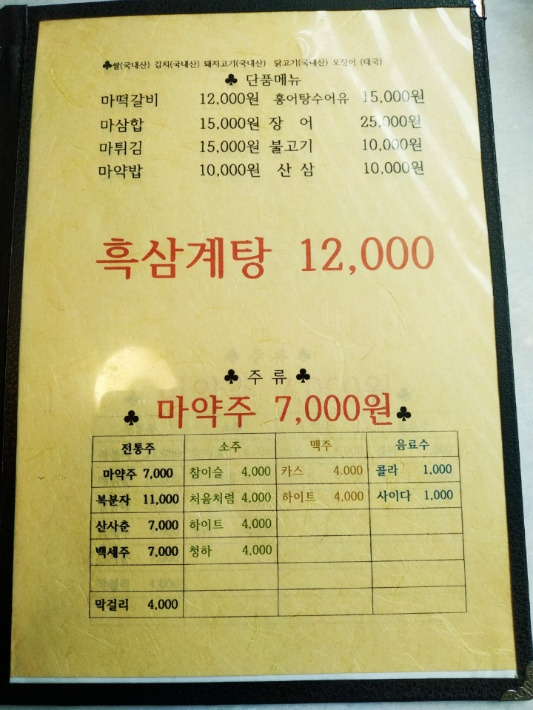 ♣쌀(국내산) 김치(국내산) 돼지고기(국내산) 닭고기(국내산) 오징어 (태국)
♣ 단품메뉴
마떡갈비 12,000원 홍어탕수어유 15,000원
마삼합 15,000원 장 어 25,000원
마튀김 15,000원 불고기 10,000원
마약밥 10,000원 산 삼 10,000원
흑삼계탕 12,000
♣ 주 류 ♣
♣ 마약주 7,000원 ♣
전통주 소주 맥주 음료수
마약주 7,000 참이슬 4,000 카스 4,000 콜라 1,000
복분자 11,000 처음처럼 4,000 하이트 4,000 사이다 1,000
산사춘 7,000 하이트 4,000
백세주 7,000 청하 4,000
막걸리 4,000